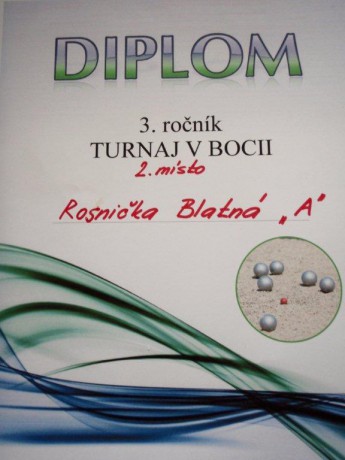 DIPLOM
3. ročník
TURNAJ V BOCII
2. místo
Rosnička Blatná „A"